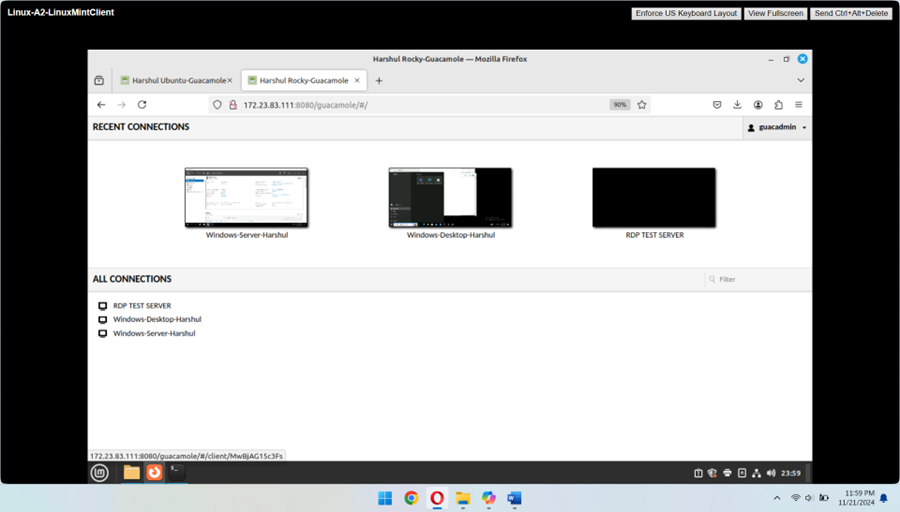 Linux-A2-LinuxMintClient
Enforce US Keyboard Layout View Fullscreen Send Ctrl+Alt+Delete
Harshul Rocky-Guacamole — Mozilla Firefox
Harshul Ubuntu-Guacamole Harshul Rocky-Guacamole
172.23.83.111:8080/guacamole/#/ 90%
RECENT CONNECTIONS guacadmin
Windows-Server-Harshul Windows-Desktop-Harshul RDP TEST SERVER
ALL CONNECTIONS Filter
RDP TEST SERVER
Windows-Desktop-Harshul
Windows-Server-Harshul
172.23.83.111:8080/guacamole/#/client/MwBjAG15c3Fs
23:59
11:59 PM
11/21/2024